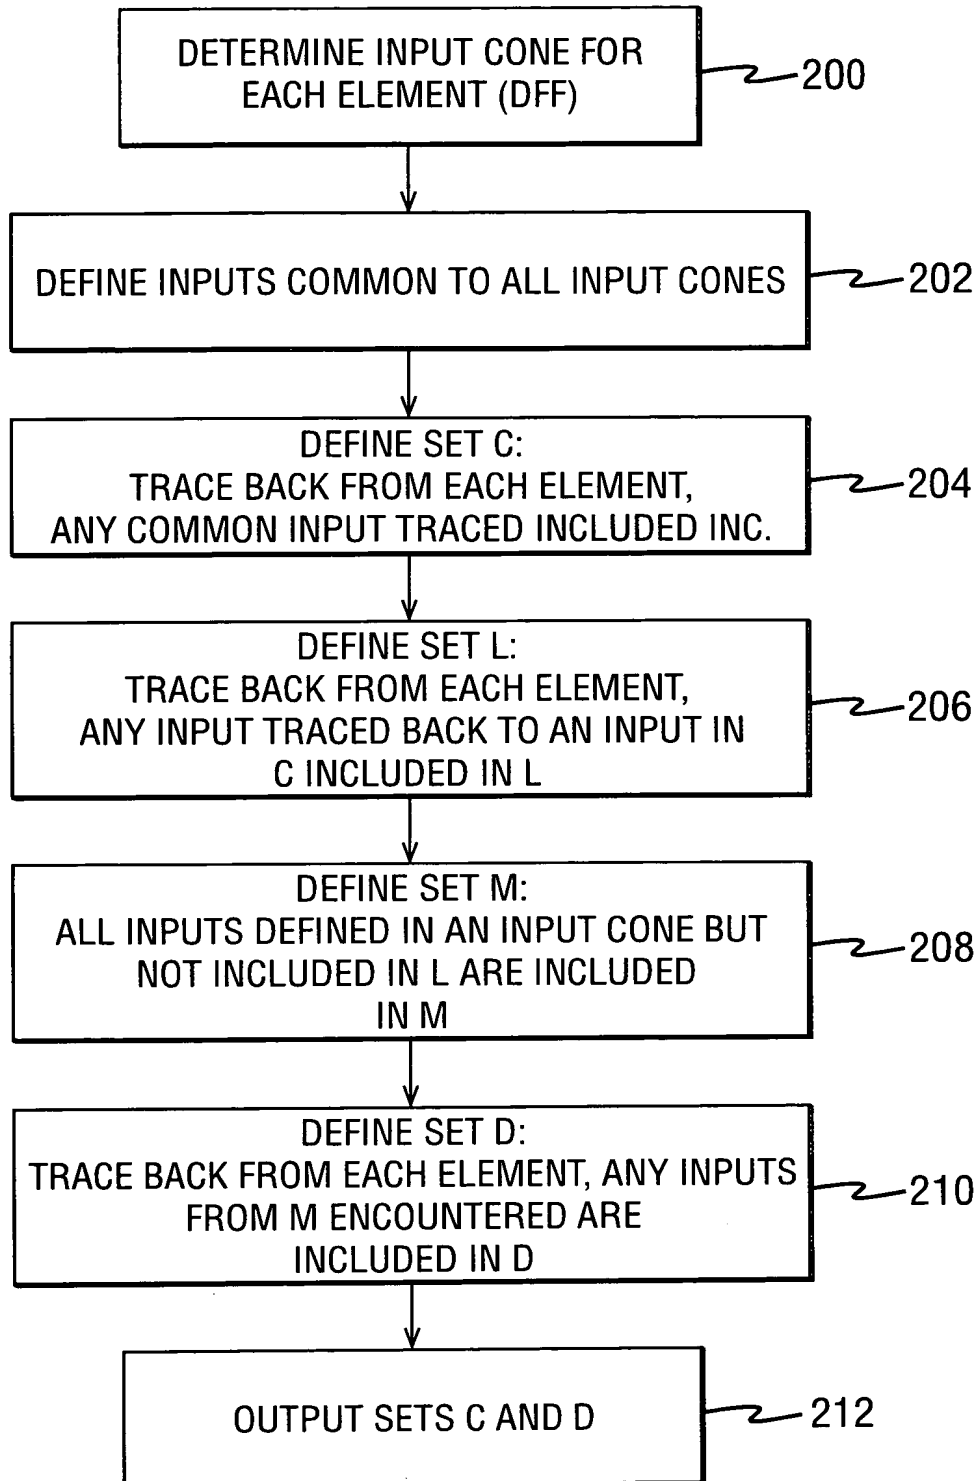 DETERMINE INPUT CONE FOR
EACH ELEMENT (DFF)
200
DEFINE INPUTS COMMON TO ALL INPUT CONES
202
DEFINE SET C:
TRACE BACK FROM EACH ELEMENT,
ANY COMMON INPUT TRACED INCLUDED INC.
204
DEFINE SET L:
TRACE BACK FROM EACH ELEMENT,
ANY INPUT TRACED BACK TO AN INPUT IN
C INCLUDED IN L
206
DEFINE SET M:
ALL INPUTS DEFINED IN AN INPUT CONE BUT
NOT INCLUDED IN L ARE INCLUDED
IN M
208
DEFINE SET D:
TRACE BACK FROM EACH ELEMENT, ANY INPUTS
FROM M ENCOUNTERED ARE
INCLUDED IN D
210
OUTPUT SETS C AND D
212